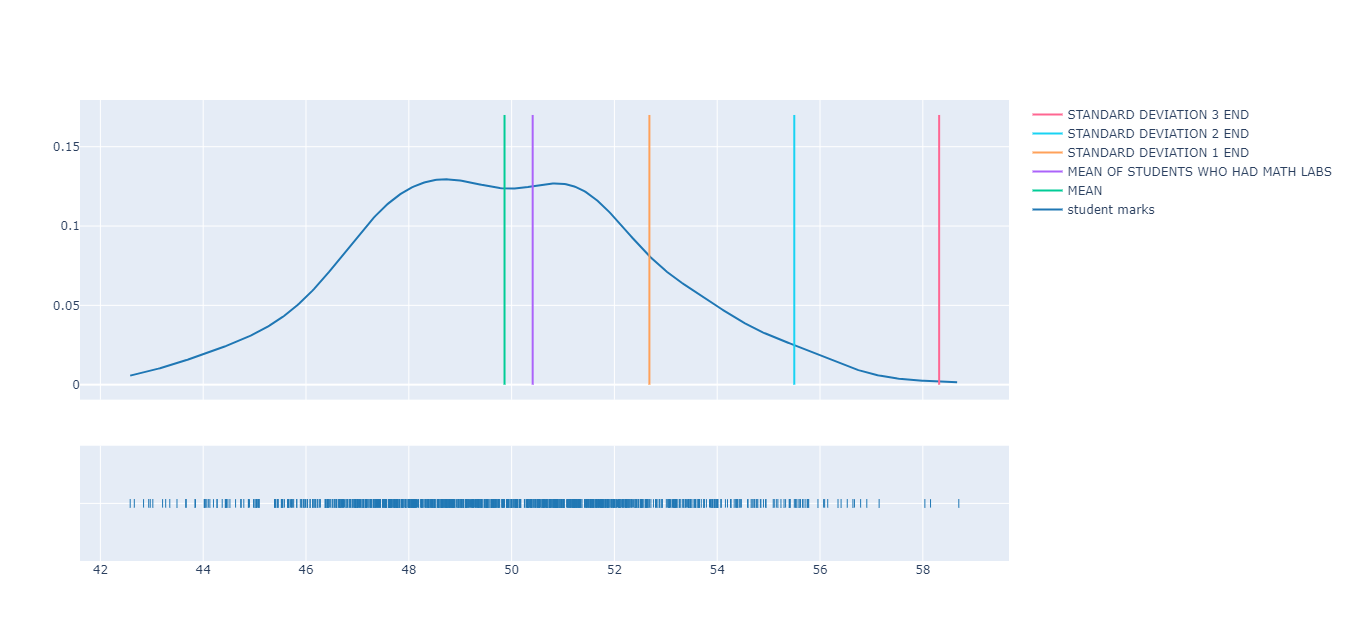 0.15
0.1
0.05
0
STANDARD DEVIATION 3 END
STANDARD DEVIATION 2 END
STANDARD DEVIATION 1 END
MEAN OF STUDENTS WHO HAD MATH LABS
MEAN
student marks
42 44 46 48 50 52 54 56 58